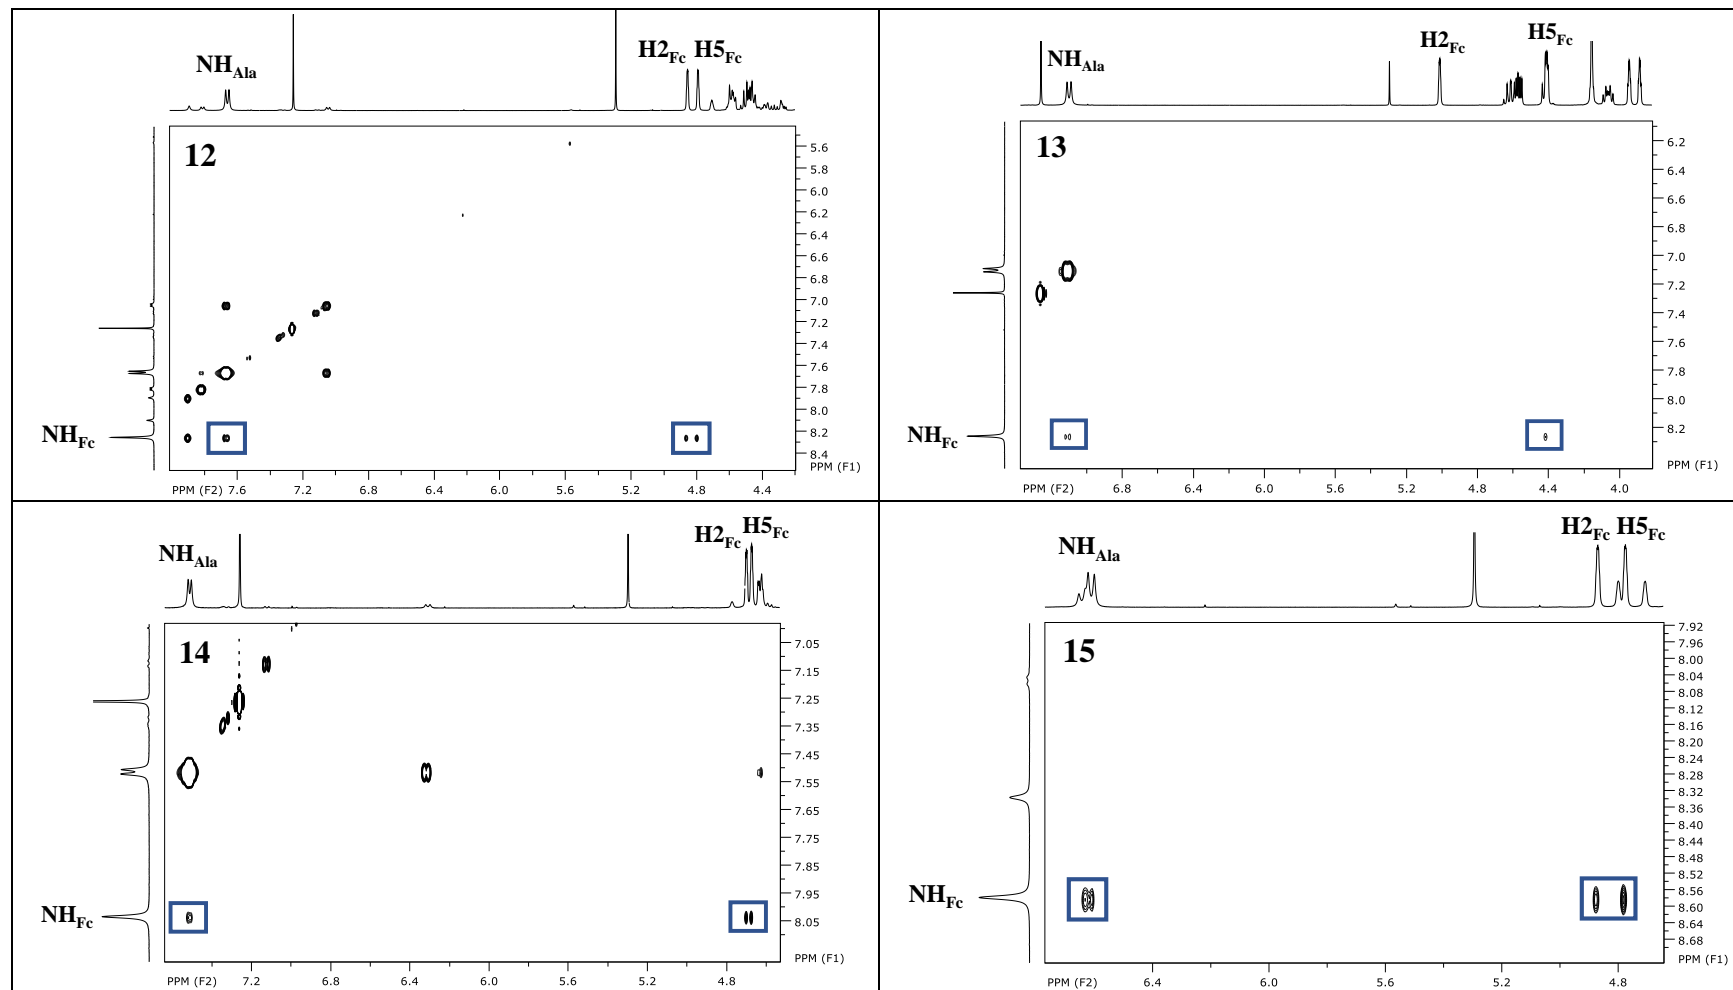 H2Fc H5Fc
NHAla
12
5.6
5.8
6.0
6.2
6.4
6.6
6.8
7.0
7.2
7.4
7.6
7.8
8.0
8.2
8.4
NHFc
PPM (F1)
PPM (F2) 7.6 7.2 6.8 6.4 6.0 5.6 5.2 4.8 4.4
H5Fc
H2Fc
NHAla
13
6.2
6.4
6.6
6.8
7.0
7.2
7.4
7.6
7.8
8.0
8.2
NHFc
PPM (F1)
PPM (F2) 6.8 6.4 6.0 5.6 5.2 4.8 4.4 4.0
H5Fc
H2Fc
NHAla
14
7.05
7.15
7.25
7.35
7.45
7.55
7.65
7.75
7.85
7.95
8.05
NHFc
PPM (F1)
PPM (F2) 7.2 6.8 6.4 6.0 5.6 5.2 4.8
H2Fc H5Fc
NHAla
15
7.92
7.96
8.00
8.04
8.08
8.12
8.16
8.20
8.24
8.28
8.32
8.36
8.40
8.44
8.48
8.52
8.56
8.60
8.64
8.68
NHFc
PPM (F1)
PPM (F2) 6.4 6.0 5.6 5.2 4.8